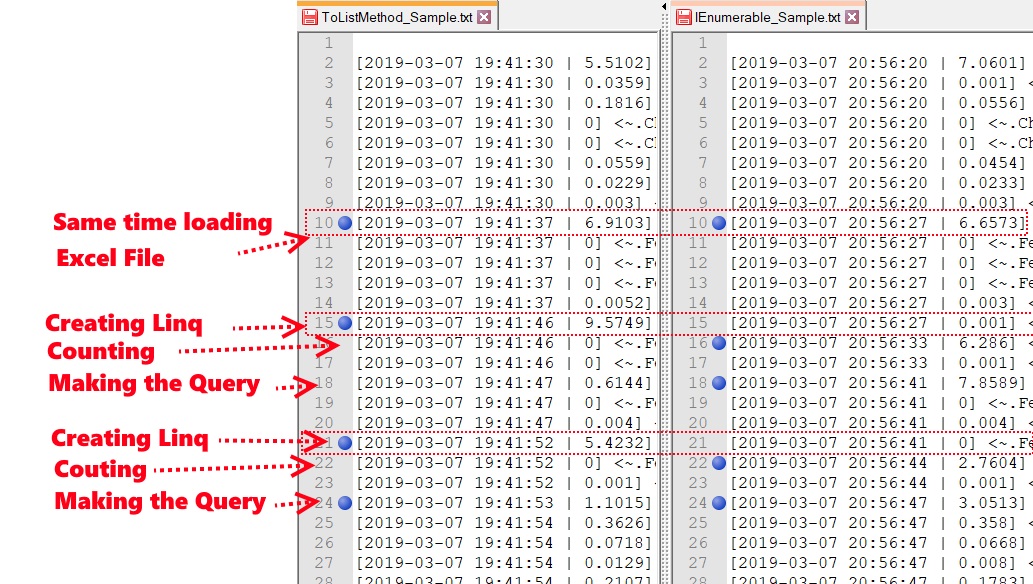 ToListMethod_Sample.txt
1
2 [2019-03-07 19:41:30 | 5.5102]
3 [2019-03-07 19:41:30 | 0.0359]
4 [2019-03-07 19:41:30 | 0.1816]
5 [2019-03-07 19:41:30 | 0] <~.Ch
6 [2019-03-07 19:41:30 | 0] <~.Ch
7 [2019-03-07 19:41:30 | 0.0559]
8 [2019-03-07 19:41:30 | 0.0229]
9 [2019-03-07 19:41:30 | 0.003] <
10 [2019-03-07 19:41:37 | 6.9103]
11 [2019-03-07 19:41:37 | 0] <~.Fe
12 [2019-03-07 19:41:37 | 0] <~.Fe
13 [2019-03-07 19:41:37 | 0] <~.Fe
14 [2019-03-07 19:41:37 | 0.0052]
15 [2019-03-07 19:41:46 | 9.5749]
[2019-03-07 19:41:46 | 0] <~.Fe
17 [2019-03-07 19:41:46 | 0] <~.Fe
18 [2019-03-07 19:41:47 | 0.6144]
19 [2019-03-07 19:41:47 | 0] <~.Fe
20 [2019-03-07 19:41:47 | 0.004] <
21 [2019-03-07 19:41:52 | 5.4232]
22 [2019-03-07 19:41:52 | 0] <~.Fe
23 [2019-03-07 19:41:52 | 0.001] <
24 [2019-03-07 19:41:53 | 1.1015]
25 [2019-03-07 19:41:54 | 0.3626]
26 [2019-03-07 19:41:54 | 0.0718]
27 [2019-03-07 19:41:54 | 0.0129]
28 [2019-03-07 19:41:54 | 0.2107]
IEnumerable_Sample.txt
1
2 [2019-03-07 20:56:20 | 7.0601]
3 [2019-03-07 20:56:20 | 0.001] <
4 [2019-03-07 20:56:20 | 0.0556]
5 [2019-03-07 20:56:20 | 0] <~.Ch
6 [2019-03-07 20:56:20 | 0] <~.Ch
7 [2019-03-07 20:56:20 | 0.0454]
8 [2019-03-07 20:56:20 | 0.0233]
9 [2019-03-07 20:56:20 | 0.003] <
10 [2019-03-07 20:56:27 | 6.6573]
11 [2019-03-07 20:56:27 | 0] <~.Fe
12 [2019-03-07 20:56:27 | 0] <~.Fe
13 [2019-03-07 20:56:27 | 0] <~.Fe
14 [2019-03-07 20:56:27 | 0.003] <
15 [2019-03-07 20:56:27 | 0.001] <
16 [2019-03-07 20:56:33 | 6.286] <
17 [2019-03-07 20:56:33 | 0.001] <
18 [2019-03-07 20:56:41 | 7.8589]
19 [2019-03-07 20:56:41 | 0] <~.Fe
20 [2019-03-07 20:56:41 | 0.004] <
21 [2019-03-07 20:56:41 | 0] <~.Fe
22 [2019-03-07 20:56:44 | 2.7604]
23 [2019-03-07 20:56:44 | 0.001] <
24 [2019-03-07 20:56:47 | 3.0513]
25 [2019-03-07 20:56:47 | 0.358] <
26 [2019-03-07 20:56:47 | 0.0668]
27 [2019-03-07 20:56:47 | 0.008] <
28 [2019-03-07 20:56:47 | 0.1783]
Same time loading
Excel File
Creating Linq
Counting
Making the Query
Creating Linq
Couting
Making the Query